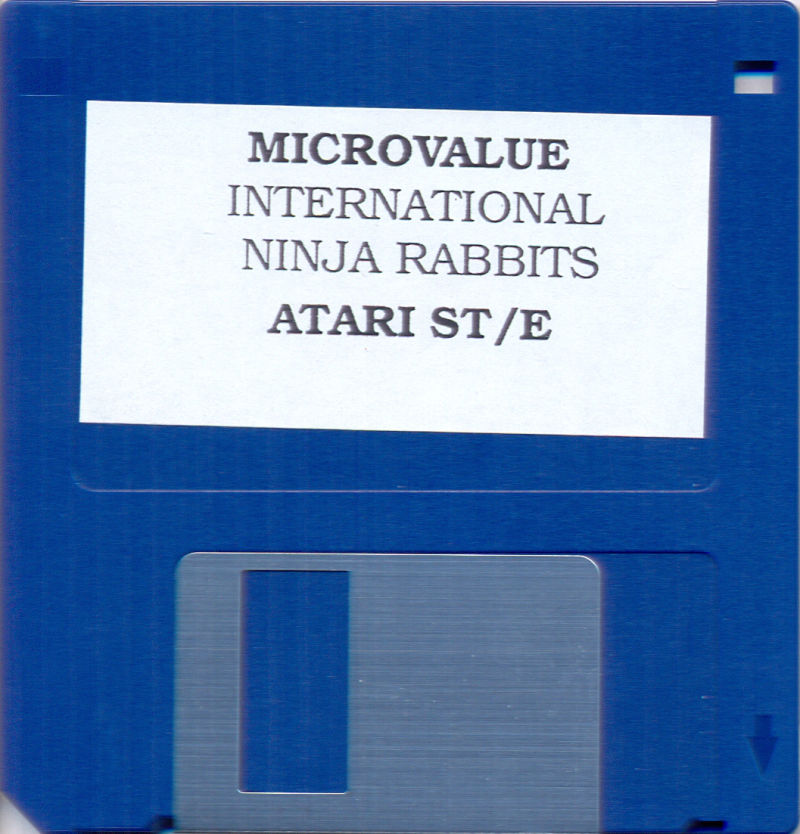 MICROVALUE
INTERNATIONAL
NINJA RABBITS
ATARI ST/E